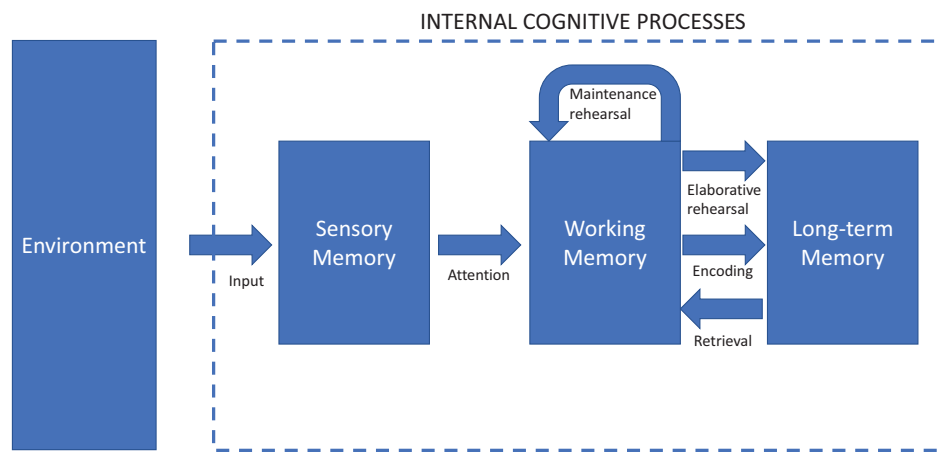 INTERNAL COGNITIVE PROCESSES
Environment
Input
Sensory
Memory
Attention
Maintenance
rehearsal
Working
Memory
Elaborative
rehearsal
Encoding
Retrieval
Long-term
Memory